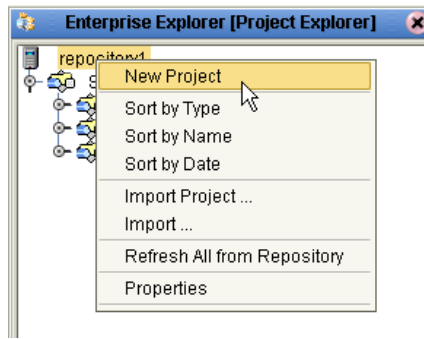 Enterprise Explorer [Project Explorer]
repository1
S
New Project
Sort by Type
Sort by Name
Sort by Date
Import Project ...
Import ...
Refresh All from Repository
Properties